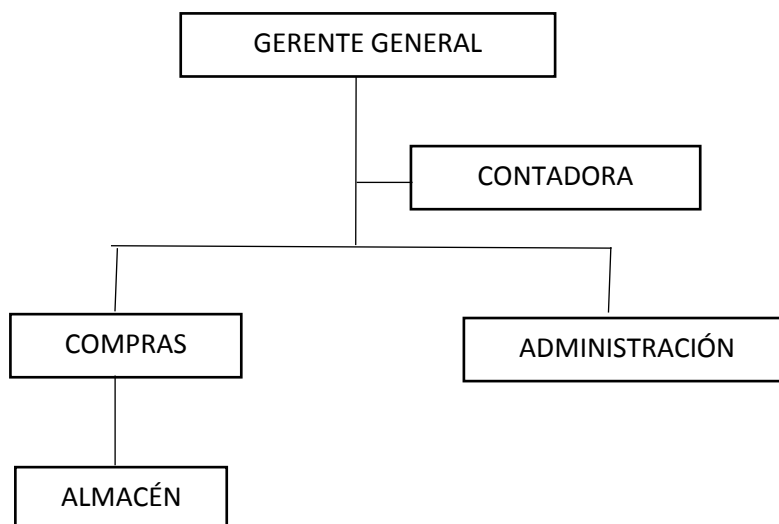 GERENTE GENERAL
CONTADORA
COMPRAS
ADMINISTRACIÓN
ALMACÉN